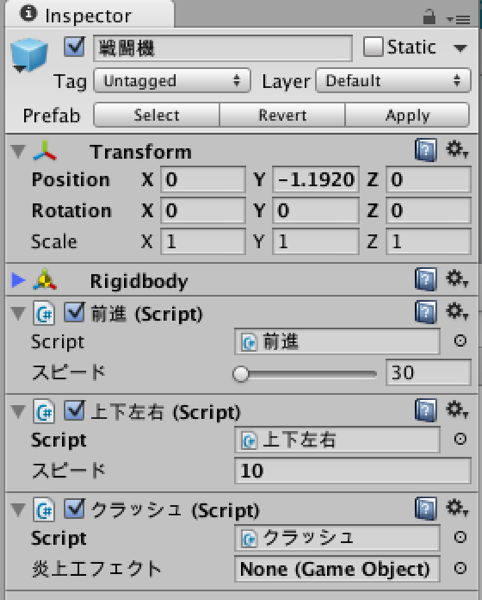 Inspector
戦闘機 Static
Tag Untagged Layer Default
Prefab Select Revert Apply
Transform
Position X 0 Y -1.1920 Z 0
Rotation X 0 Y 0 Z 0
Scale X 1 Y 1 Z 1
Rigidbody
前進 (Script)
Script 前進
スピード 30
上下左右 (Script)
Script 上下左右
スピード 10
クラッシュ (Script)
Script クラッシュ
炎上エフェクト None (Game Object)